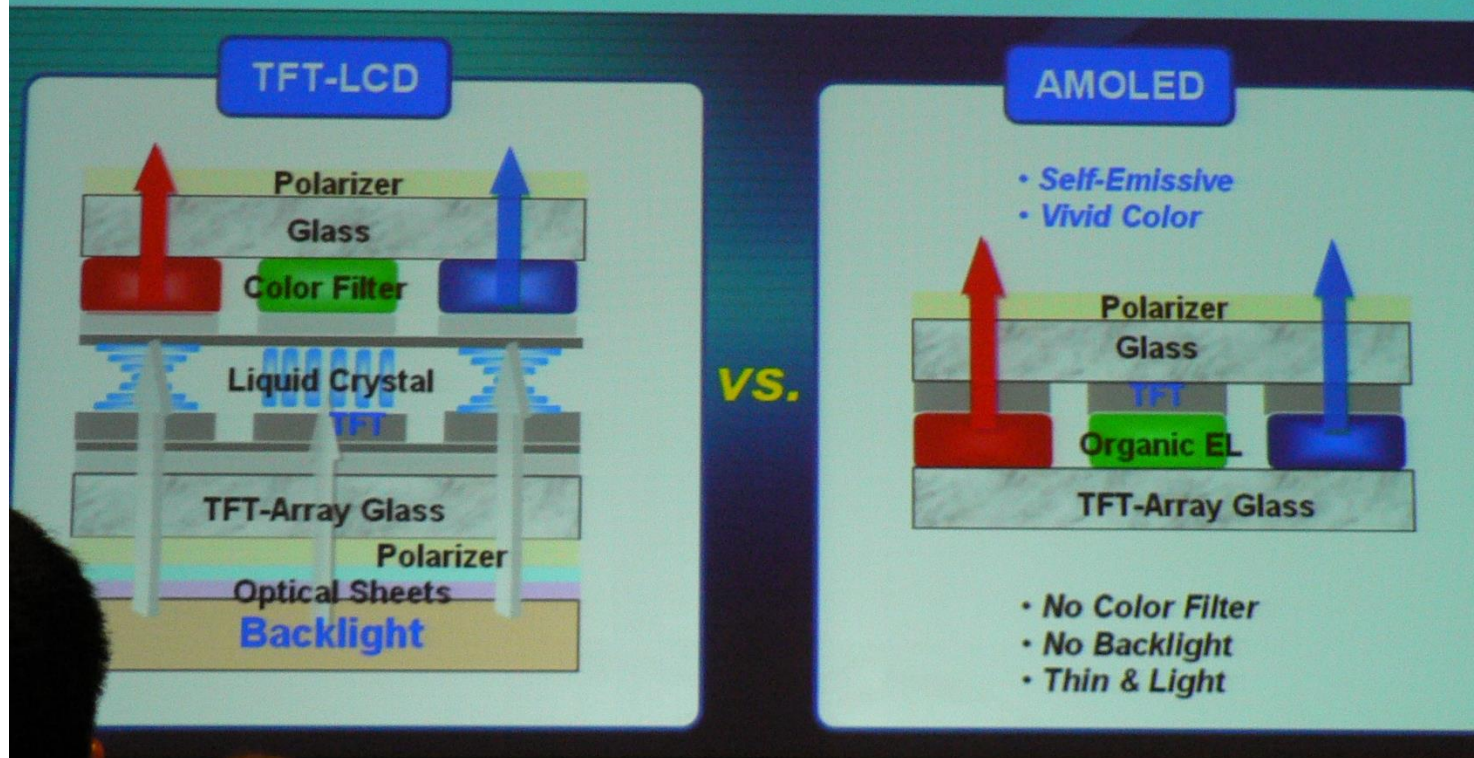 TFT-LCD
Polarizer
Glass
Color Filter
Liquid Crystal
TFT
TFT-Array Glass
Polarizer
Optical Sheets
Backlight
vs.
AMOLED
• Self-Emissive
• Vivid Color
Polarizer
Glass
TFT
Organic EL
TFT-Array Glass
• No Color Filter
• No Backlight
• Thin & Light